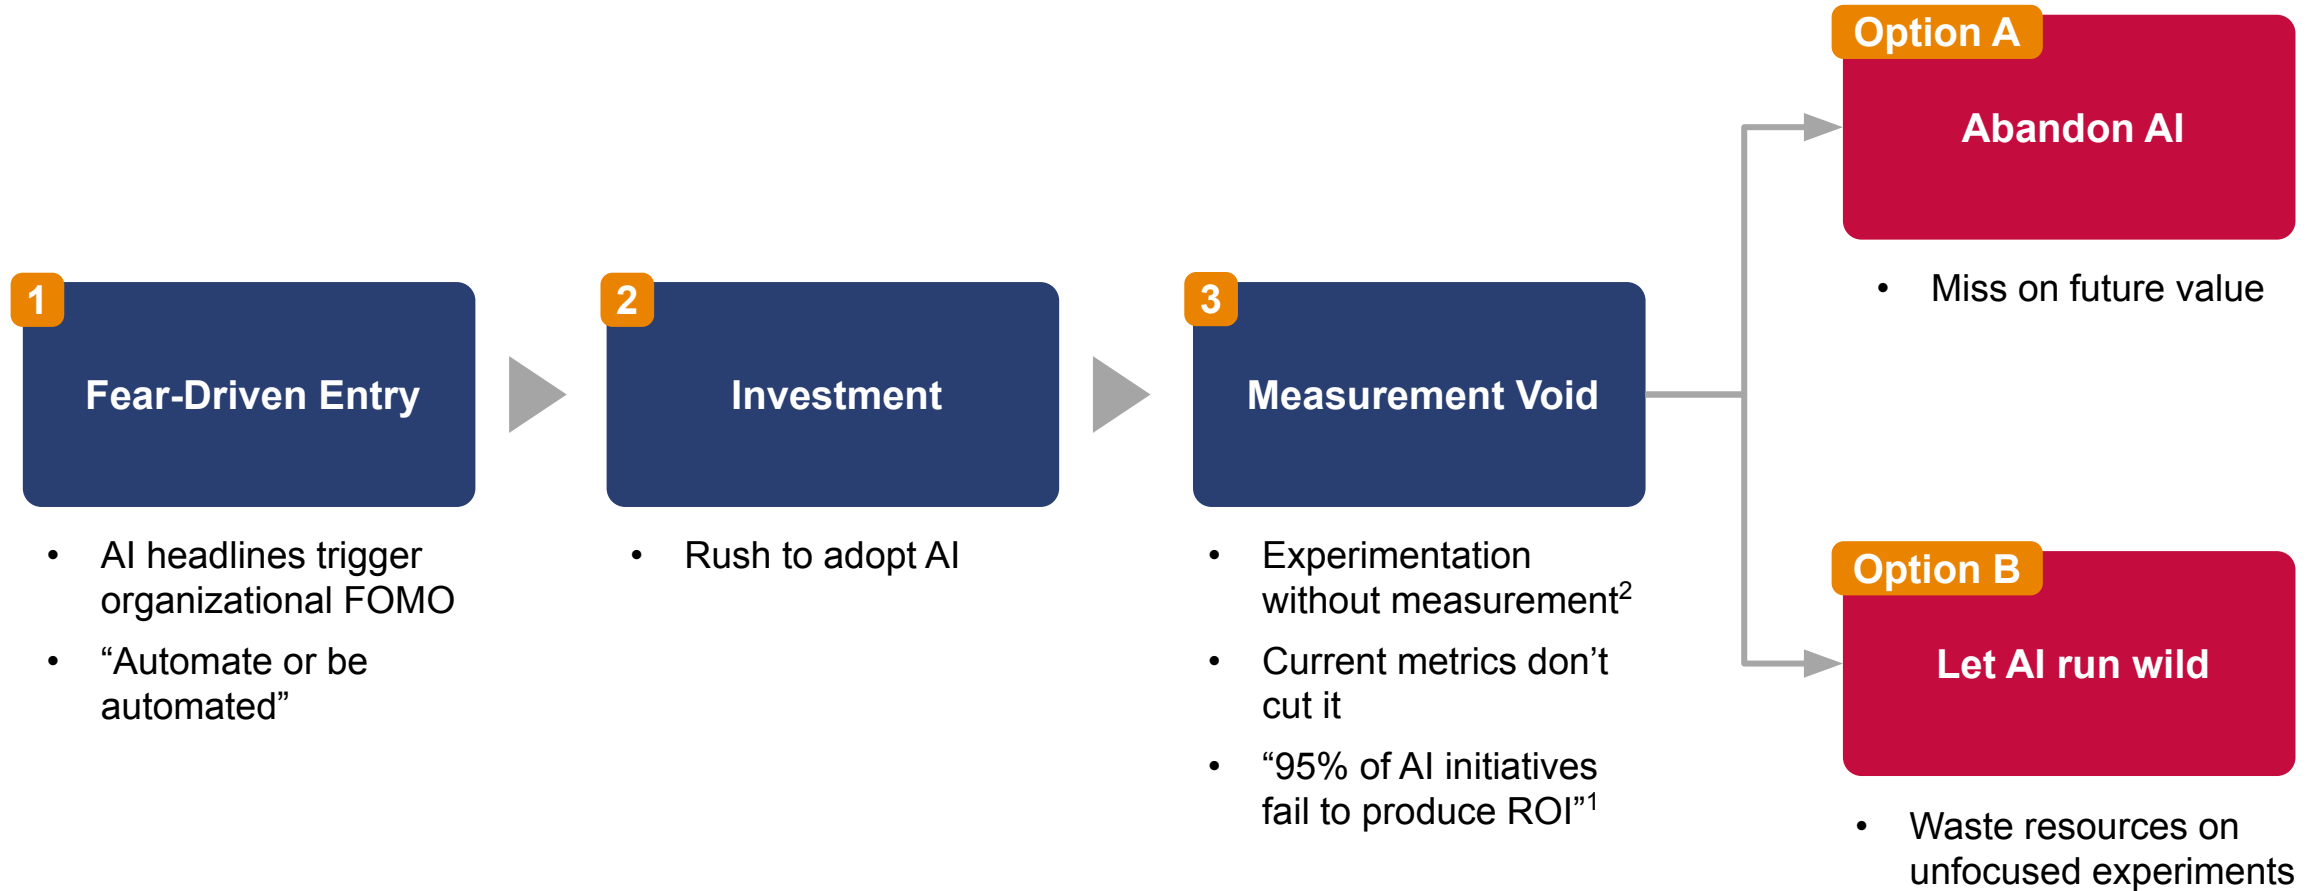 1
Fear-Driven Entry
• AI headlines trigger
organizational FOMO
• “Automate or be
automated”
2
Investment
• Rush to adopt AI
3
Measurement Void
• Experimentation
without measurement²
• Current metrics don’t
cut it
• “95% of AI initiatives
fail to produce ROI”¹
Option A
Abandon AI
• Miss on future value
Option B
Let AI run wild
• Waste resources on
unfocused experiments